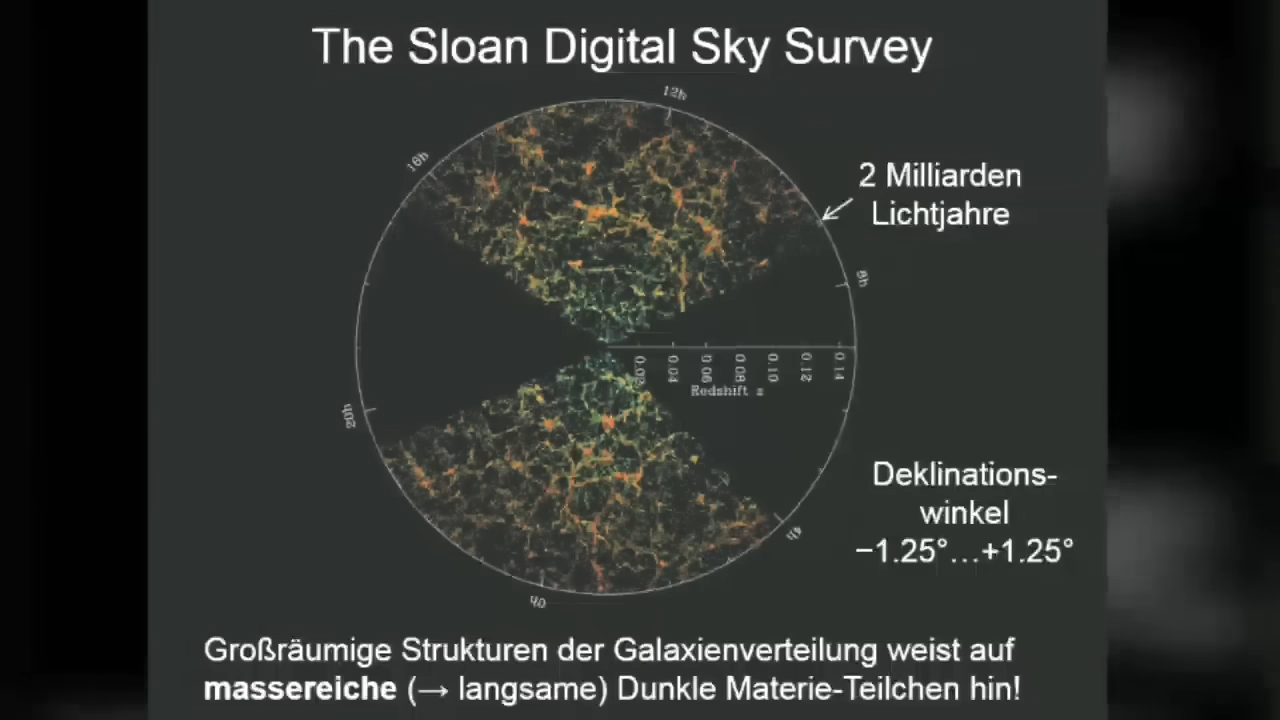 The Sloan Digital Sky Survey
12h
16h
2 Milliarden
Lichtjahre
8h
0.02
0.04
0.06
0.08
0.10
0.12
0.14
Redshift z
20h
Deklinations-
winkel
−1.25°…+1.25°
4h
0h
Großräumige Strukturen der Galaxienverteilung weist auf
massereiche (→ langsame) Dunkle Materie-Teilchen hin!